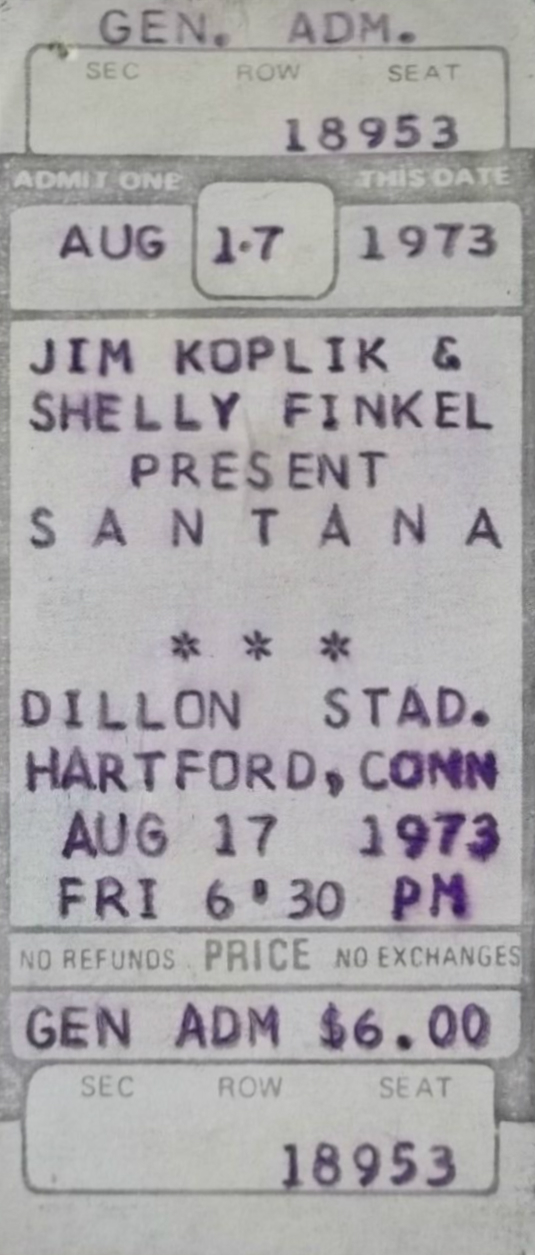 GEN. ADM.
SEC ROW SEAT
18953
ADMIT ONE THIS DATE
AUG 17 1973
JIM KOPLIK &
SHELLY FINKEL
PRESENT
S A N T A N A
* * *
DILLON STAD.
HARTFORD, CONN
AUG 17 1973
FRI 6:30 PM
NO REFUNDS . PRICE NO EXCHANGES
GEN ADM $6.00
SEC ROW SEAT
18953